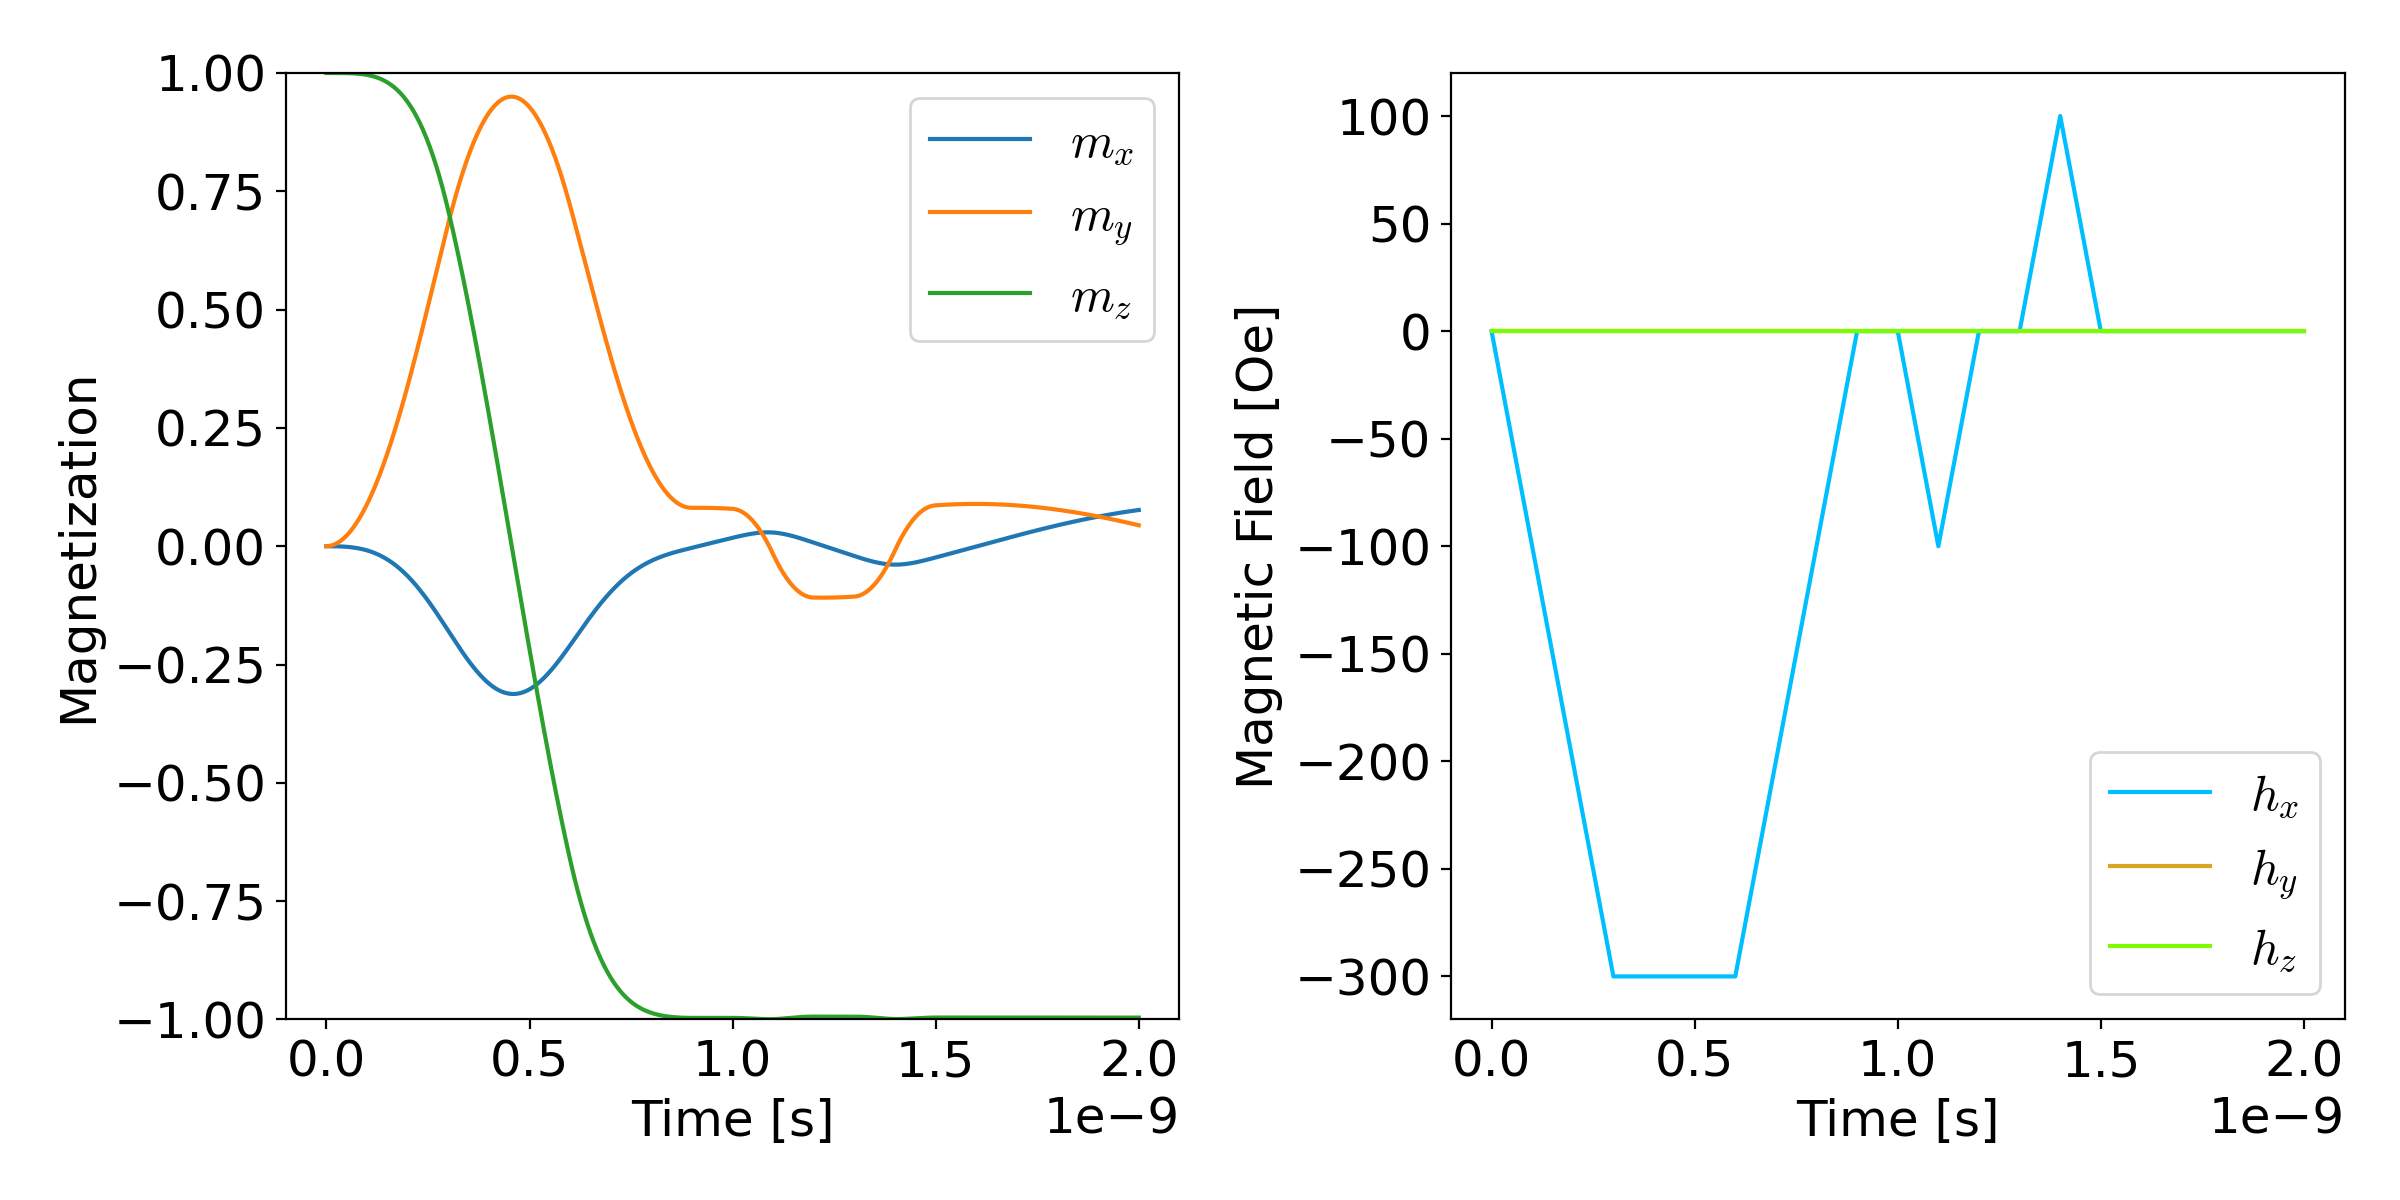 Magnetization
1.00
0.75
0.50
0.25
0.00
−0.25
−0.50
−0.75
−1.00
0.0 0.5 1.0 1.5 2.0
Time [s]
1e−9
m_x
m_y
m_z
Magnetic Field [Oe]
100
50
0
−50
−100
−150
−200
−250
−300
0.0 0.5 1.0 1.5 2.0
Time [s]
1e−9
h_x
h_y
h_z